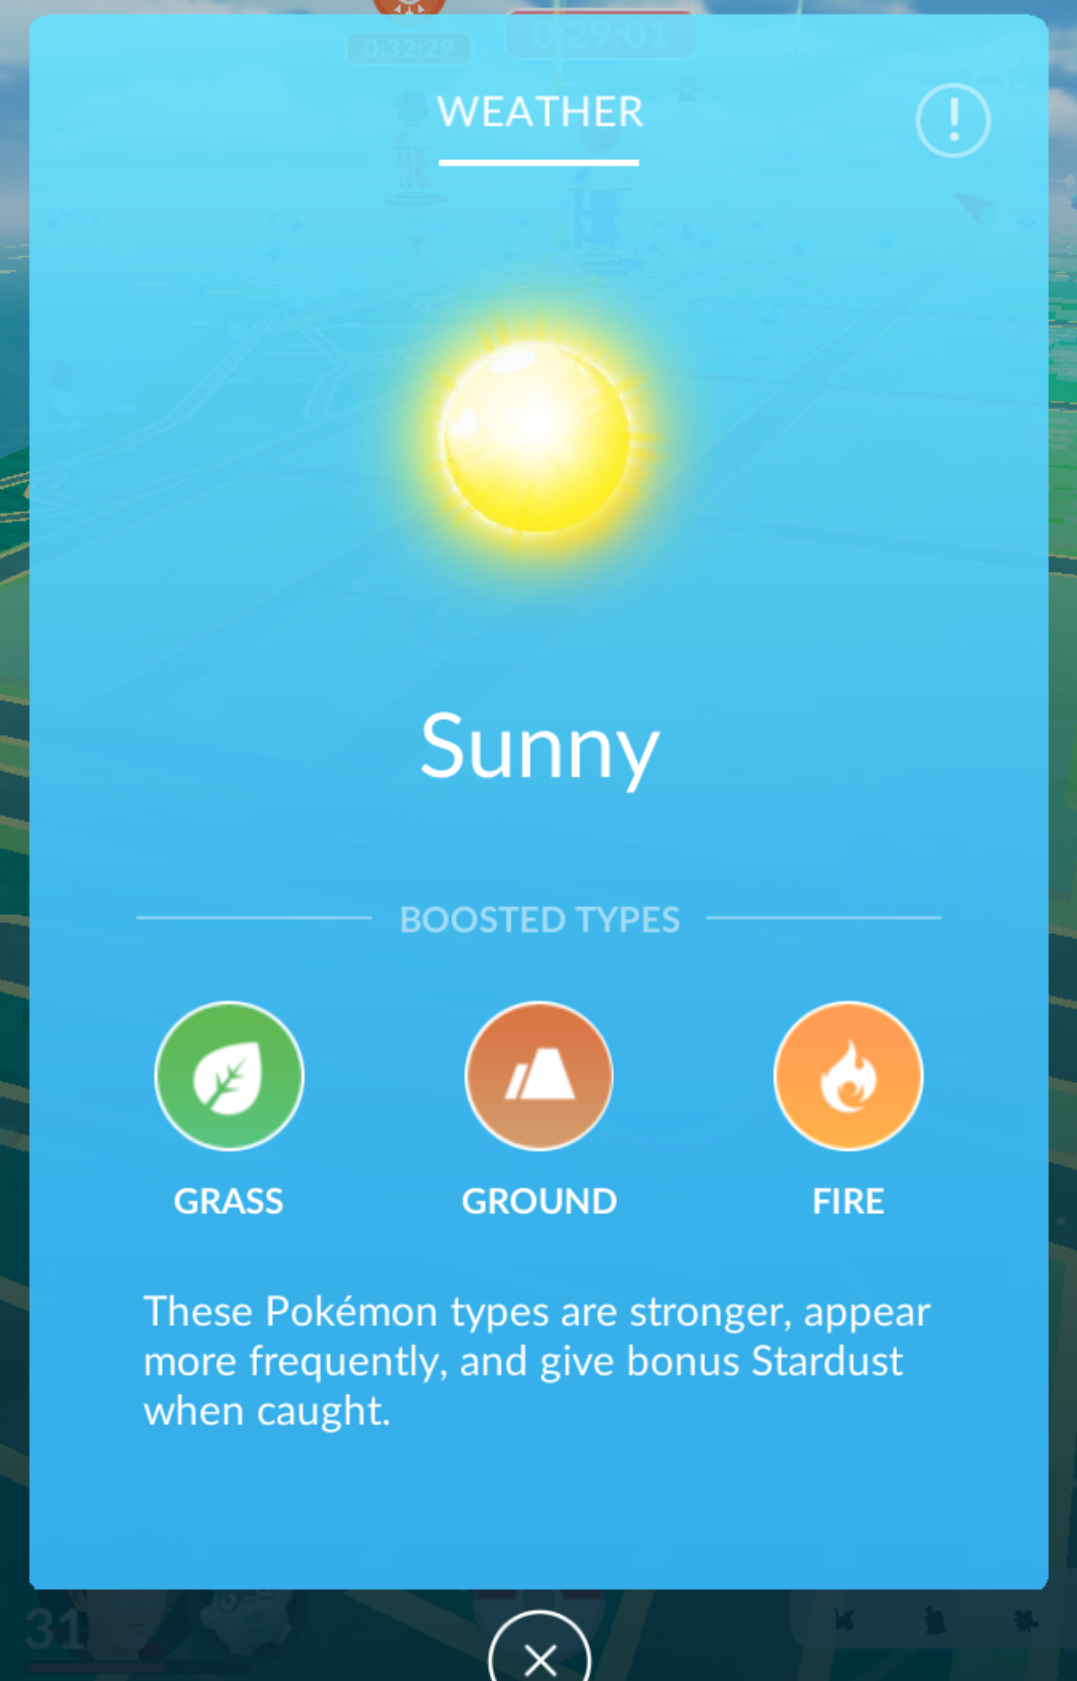 0:32:29
0:29:01
WEATHER
Sunny
BOOSTED TYPES
GRASS
GROUND
FIRE
These Pokémon types are stronger, appear
more frequently, and give bonus Stardust
when caught.
31